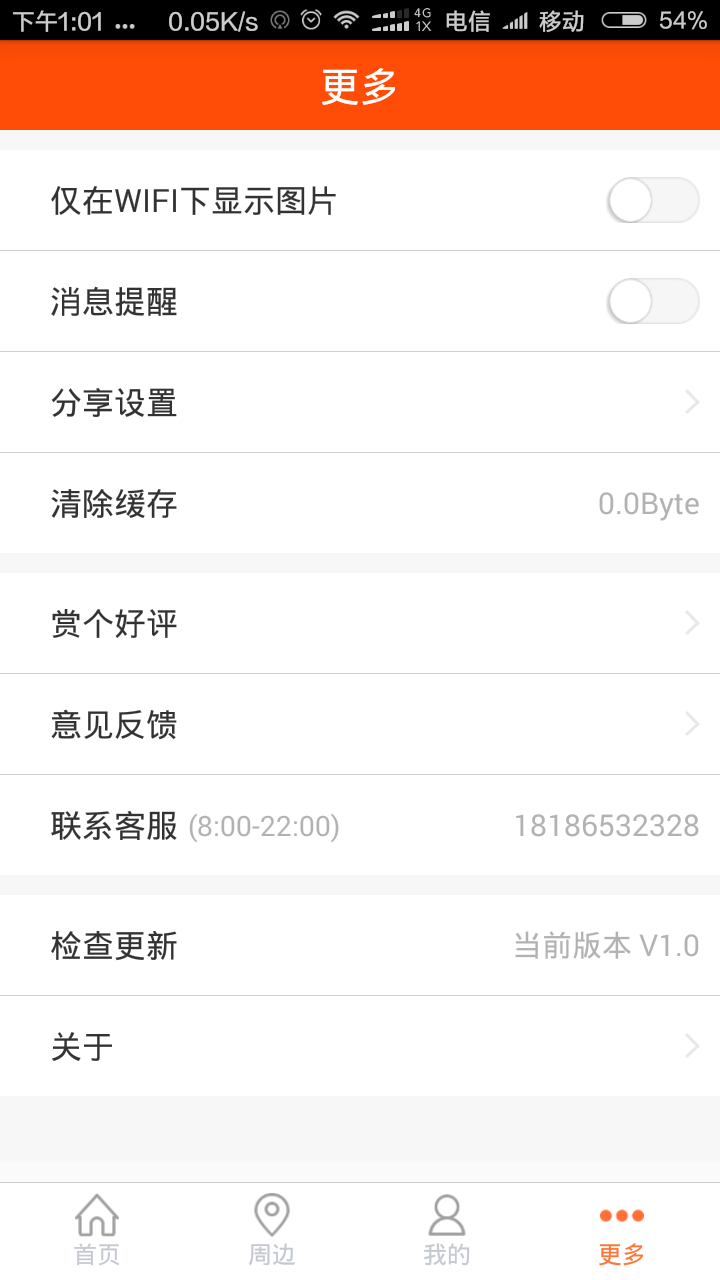 下午1:01 ... 0.05K/s 4G 1X 电信 移动 54%
更多
仅在WIFI下显示图片
消息提醒
分享设置
清除缓存 0.0Byte
赏个好评
意见反馈
联系客服 (8:00-22:00) 18186532328
检查更新 当前版本 V1.0
关于
首页 周边 我的 更多